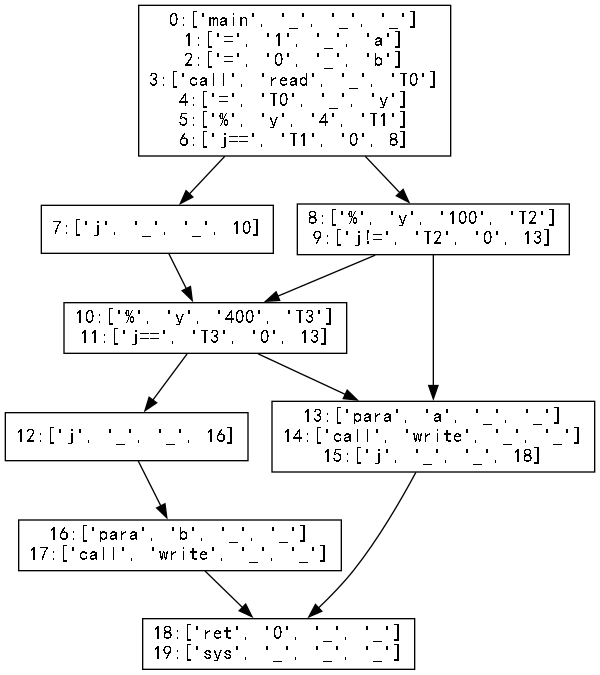 0:['main', '_', '_', '_']
1:['=', '1', '_', 'a']
2:['=', '0', '_', 'b']
3:['call', 'read', '_', 'T0']
4:['=', 'T0', '_', 'y']
5:['%', 'y', '4', 'T1']
6:['j==', 'T1', '0', 8]
7:['j', '_', '_', 10]
8:['%', 'y', '100', 'T2']
9:['j!=', 'T2', '0', 13]
10:['%', 'y', '400', 'T3']
11:['j==', 'T3', '0', 13]
12:['j', '_', '_', 16]
13:['para', 'a', '_', '_']
14:['call', 'write', '_', '_']
15:['j', '_', '_', 18]
16:['para', 'b', '_', '_']
17:['call', 'write', '_', '_']
18:['ret', '0', '_', '_']
19:['sys', '_', '_', '_']